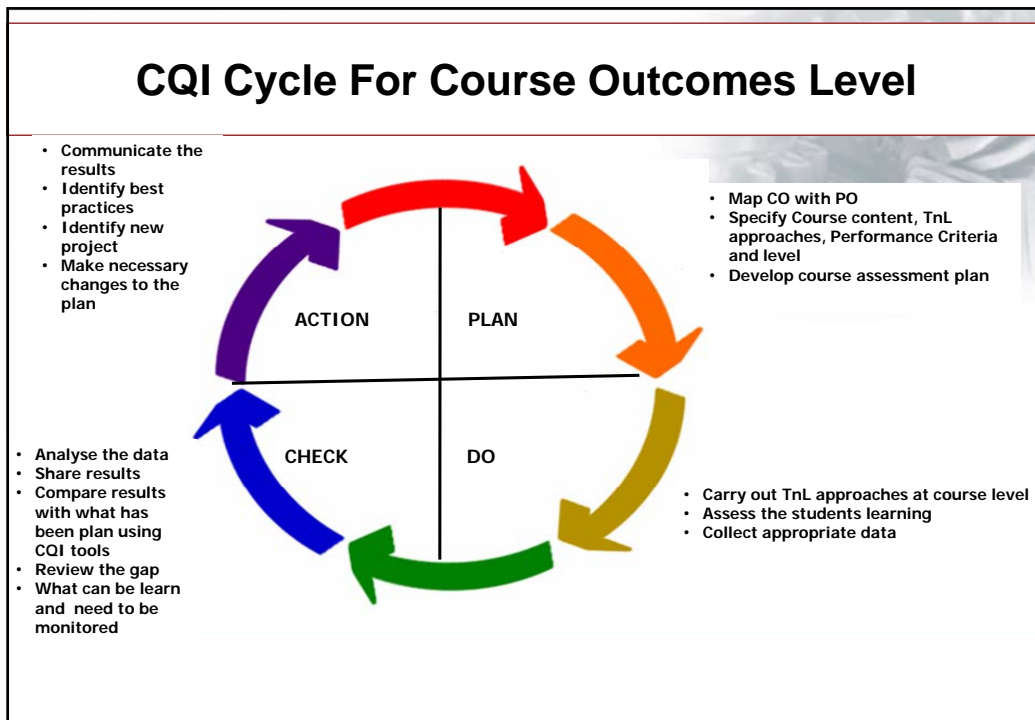 CQI Cycle For Course Outcomes Level
• Communicate the
results
• Identify best
practices
• Identify new
project
• Make necessary
changes to the
plan
• Map CO with PO
• Specify Course content, TnL
approaches, Performance Criteria
and level
• Develop course assessment plan
ACTION
PLAN
CHECK
DO
• Analyse the data
• Share results
• Compare results
with what has
been plan using
CQI tools
• Review the gap
• What can be learn
and need to be
monitored
• Carry out TnL approaches at course level
• Assess the students learning
• Collect appropriate data